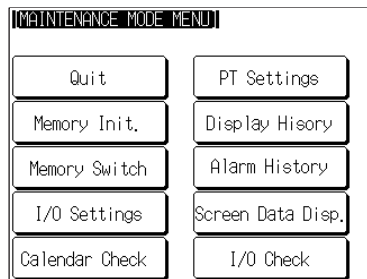 [MAINTENANCE MODE MENU]
Quit
PT Settings
Memory Init.
Display Hisory
Memory Switch
Alarm History
I/O Settings
Screen Data Disp.
Calendar Check
I/O Check